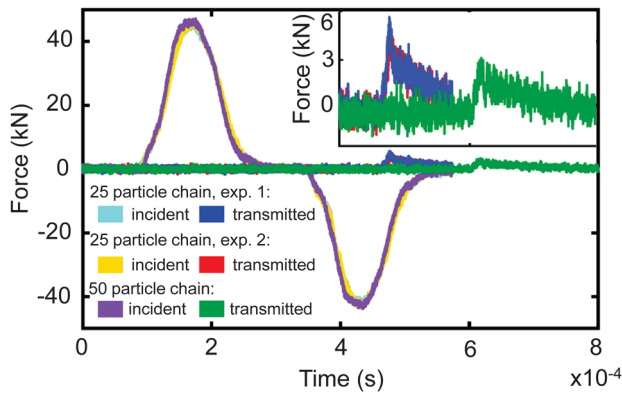 40
20
0
-20
-40
Force (kN)
6
3
0
Force (kN)
25 particle chain, exp. 1:
incident transmitted
25 particle chain, exp. 2:
incident transmitted
50 particle chain:
incident transmitted
0 2 4 6 8
Time (s) x10-4